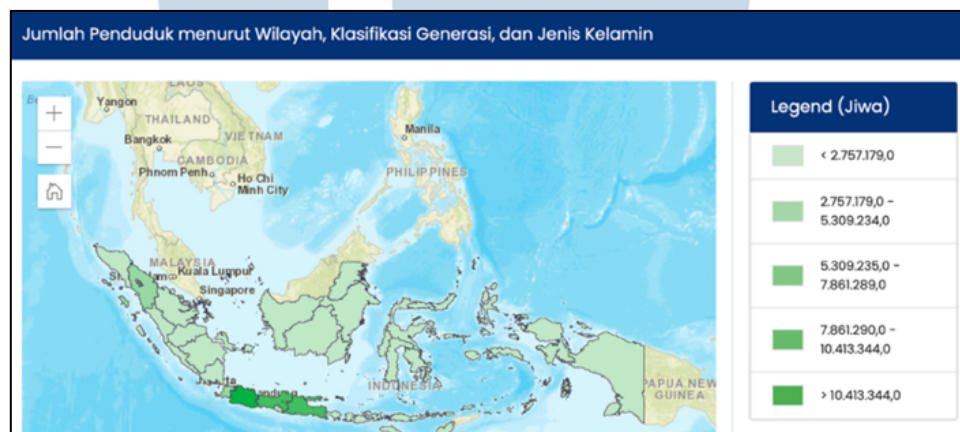 Jumlah Penduduk menurut Wilayah, Klasifikasi Generasi, dan Jenis Kelamin
Legend (Jiwa)
< 2.757.179,0
2.757.179,0 -
5.309.234,0
5.309.235,0 -
7.861.289,0
7.861.290,0 -
10.413.344,0
> 10.413.344,0
LAOS
Yangon
THAILAND
VIETNAM
Bangkok
CAMBODIA
Phnom Penh
Ho Chi
Minh City
Manila
PHILIPPINES
MALAYSIA
Kuala Lumpur
Singapore
INDONESIA
PAPUA NEW
GUINEA